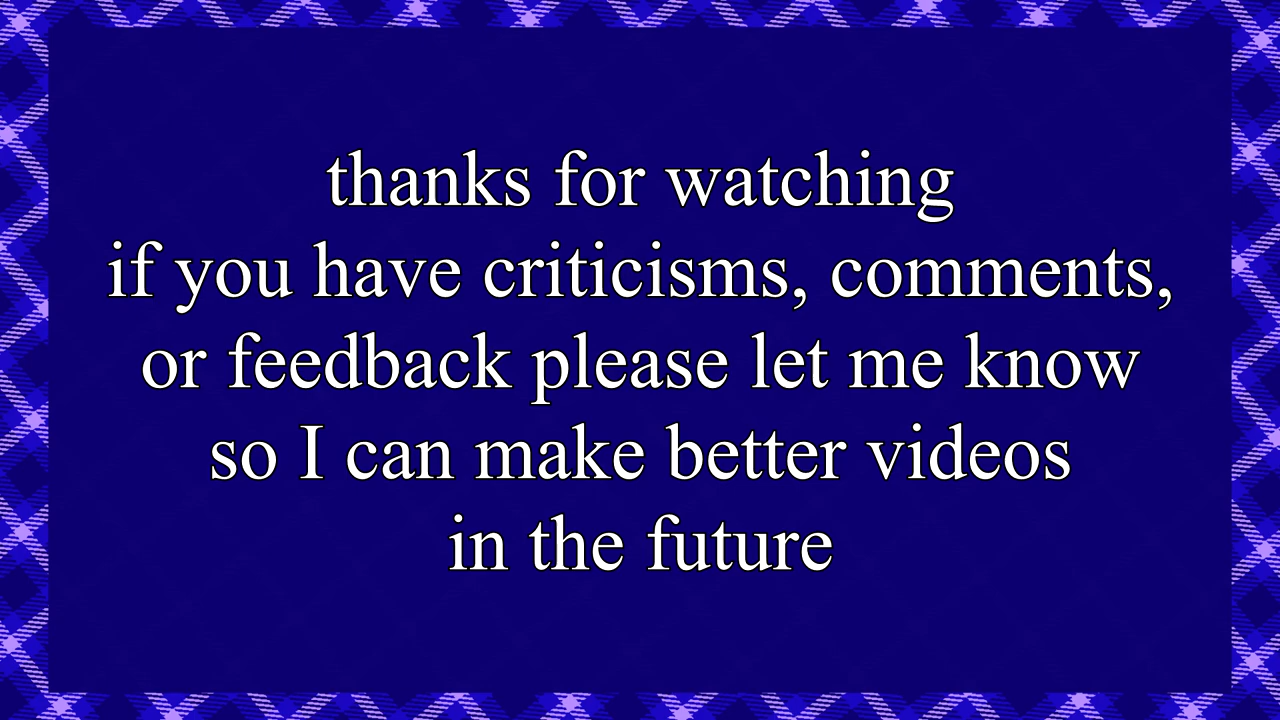 thanks for watching
if you have criticisms, comments,
or feedback please let me know
so I can make better videos
in the future